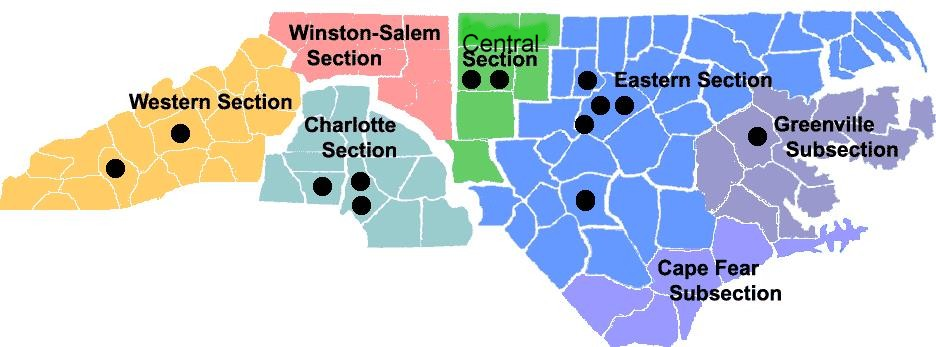 Winston-Salem
Section
Central
Section
Eastern Section
Western Section
Charlotte
Section
Greenville
Subsection
Cape Fear
Subsection